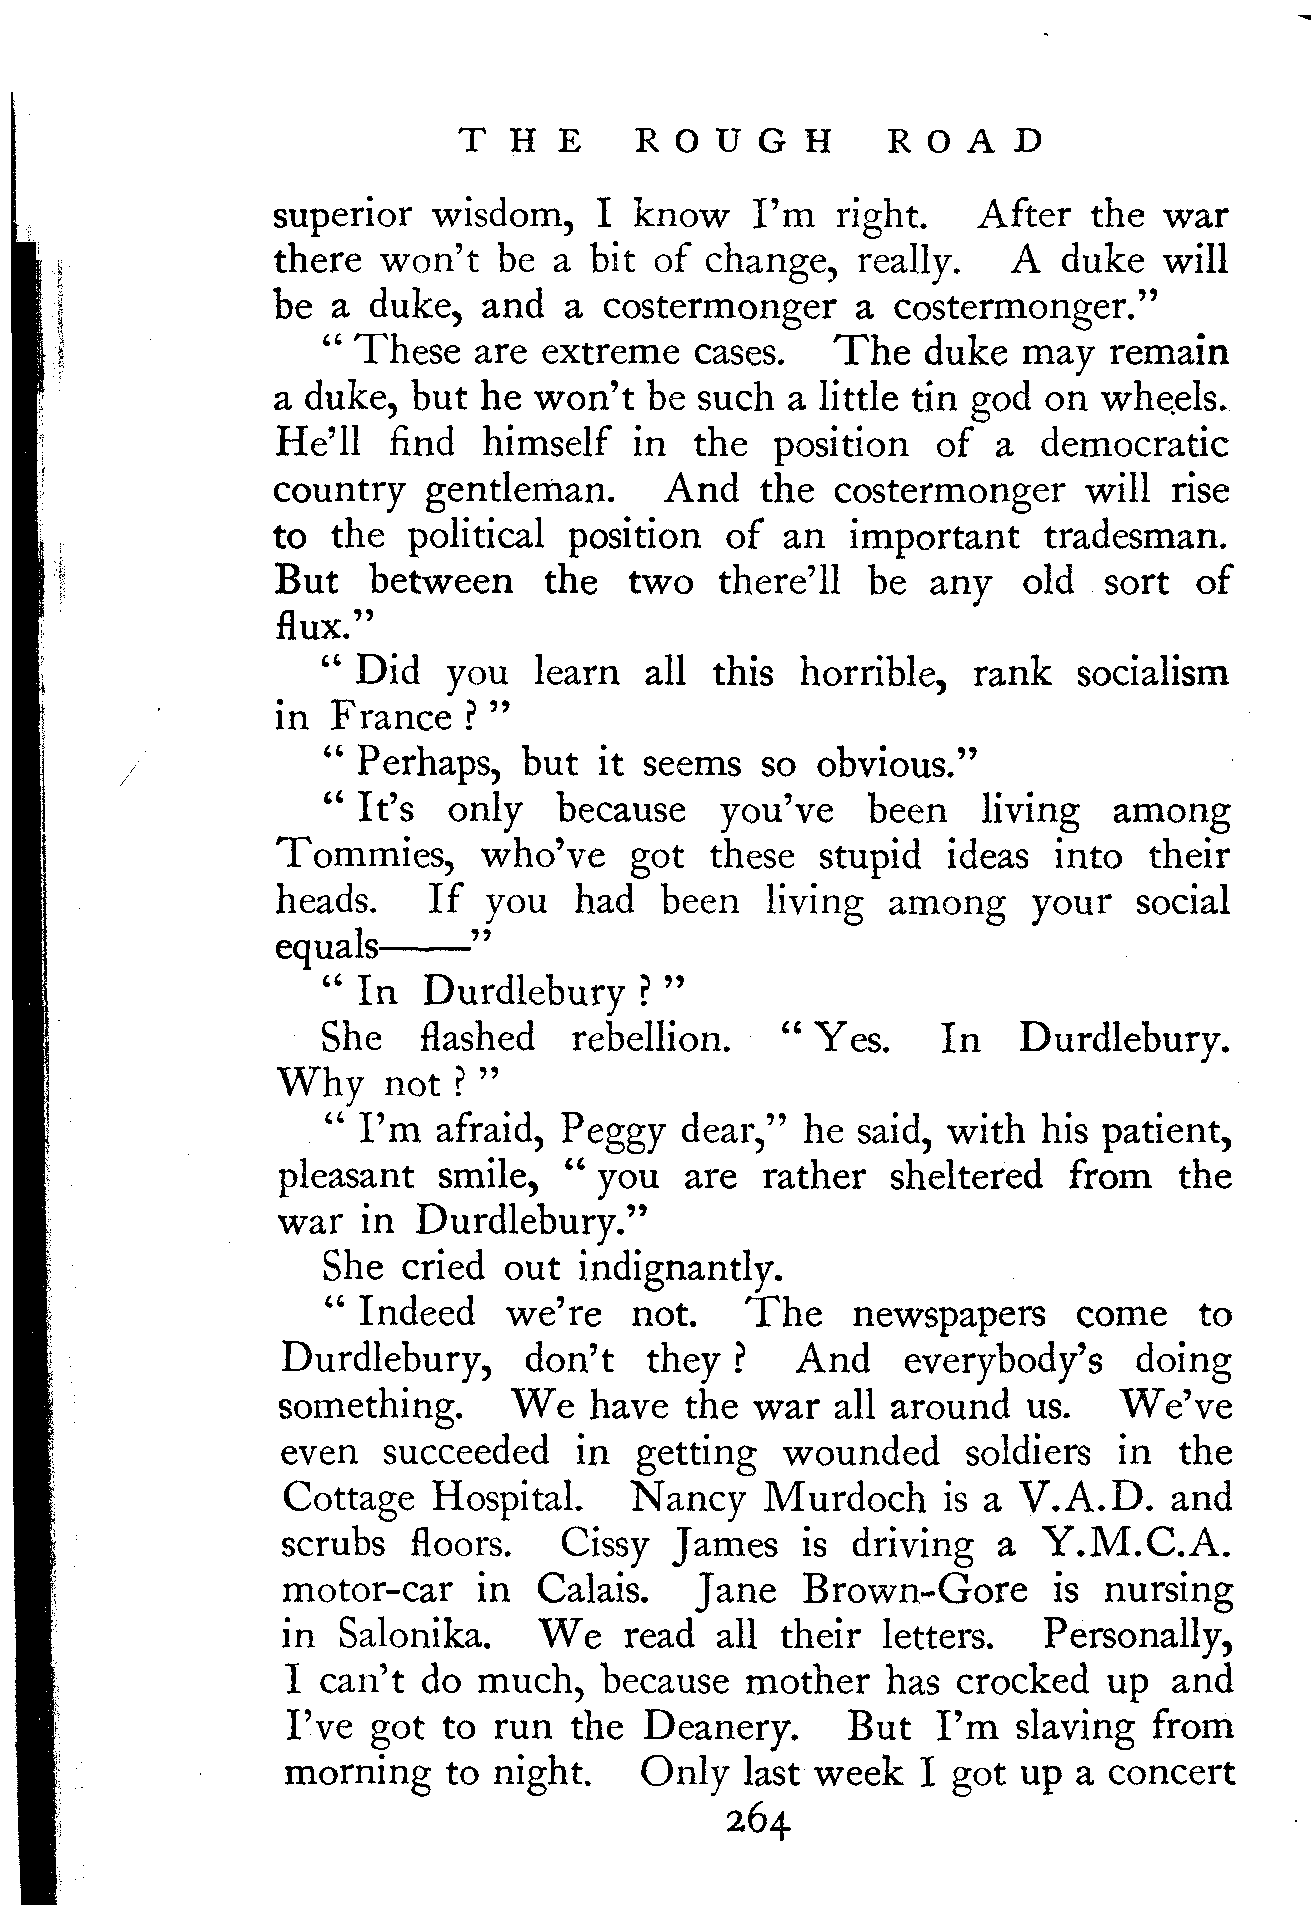 THE ROUGH ROAD
superior wisdom, I know I'm right. After the war
there won't be a bit of change, really. A duke will
be a duke, and a costermonger a costermonger."
" These are extreme cases. The duke may remain
a duke, but he won't be such a little tin god on wheels.
He'll find himself in the position of a democratic
country gentleman. And the costermonger will rise
to the political position of an important tradesman.
But between the two there'll be any old sort of
flux."
" Did you learn all this horrible, rank socialism
in France ? "
" Perhaps, but it seems so obvious."
" It's only because you've been living among
Tommies, who've got these stupid ideas into their
heads. If you had been living among your social
equals——"
" In Durdlebury ? "
She flashed rebellion. " Yes. In Durdlebury.
Why not ? "
" I'm afraid, Peggy dear," he said, with his patient,
pleasant smile, " you are rather sheltered from the
war in Durdlebury."
She cried out indignantly.
" Indeed we're not. The newspapers come to
Durdlebury, don't they ? And everybody's doing
something. We have the war all around us. We've
even succeeded in getting wounded soldiers in the
Cottage Hospital. Nancy Murdoch is a V.A.D. and
scrubs floors. Cissy James is driving a Y.M.C.A.
motor-car in Calais. Jane Brown-Gore is nursing
in Salonika. We read all their letters. Personally,
I can't do much, because mother has crocked up and
I've got to run the Deanery. But I'm slaving from
morning to night. Only last week I got up a concert
264